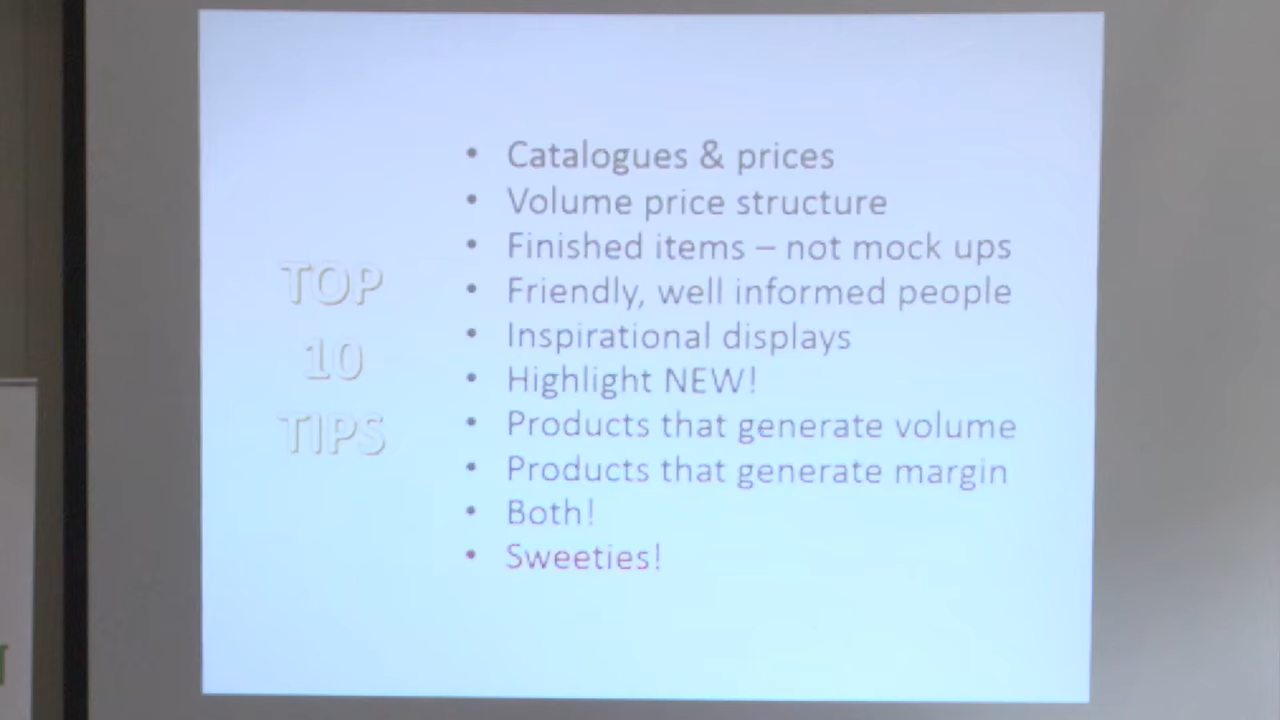 TOP
10
TIPS
• Catalogues & prices
• Volume price structure
• Finished items – not mock ups
• Friendly, well informed people
• Inspirational displays
• Highlight NEW!
• Products that generate volume
• Products that generate margin
• Both!
• Sweeties!